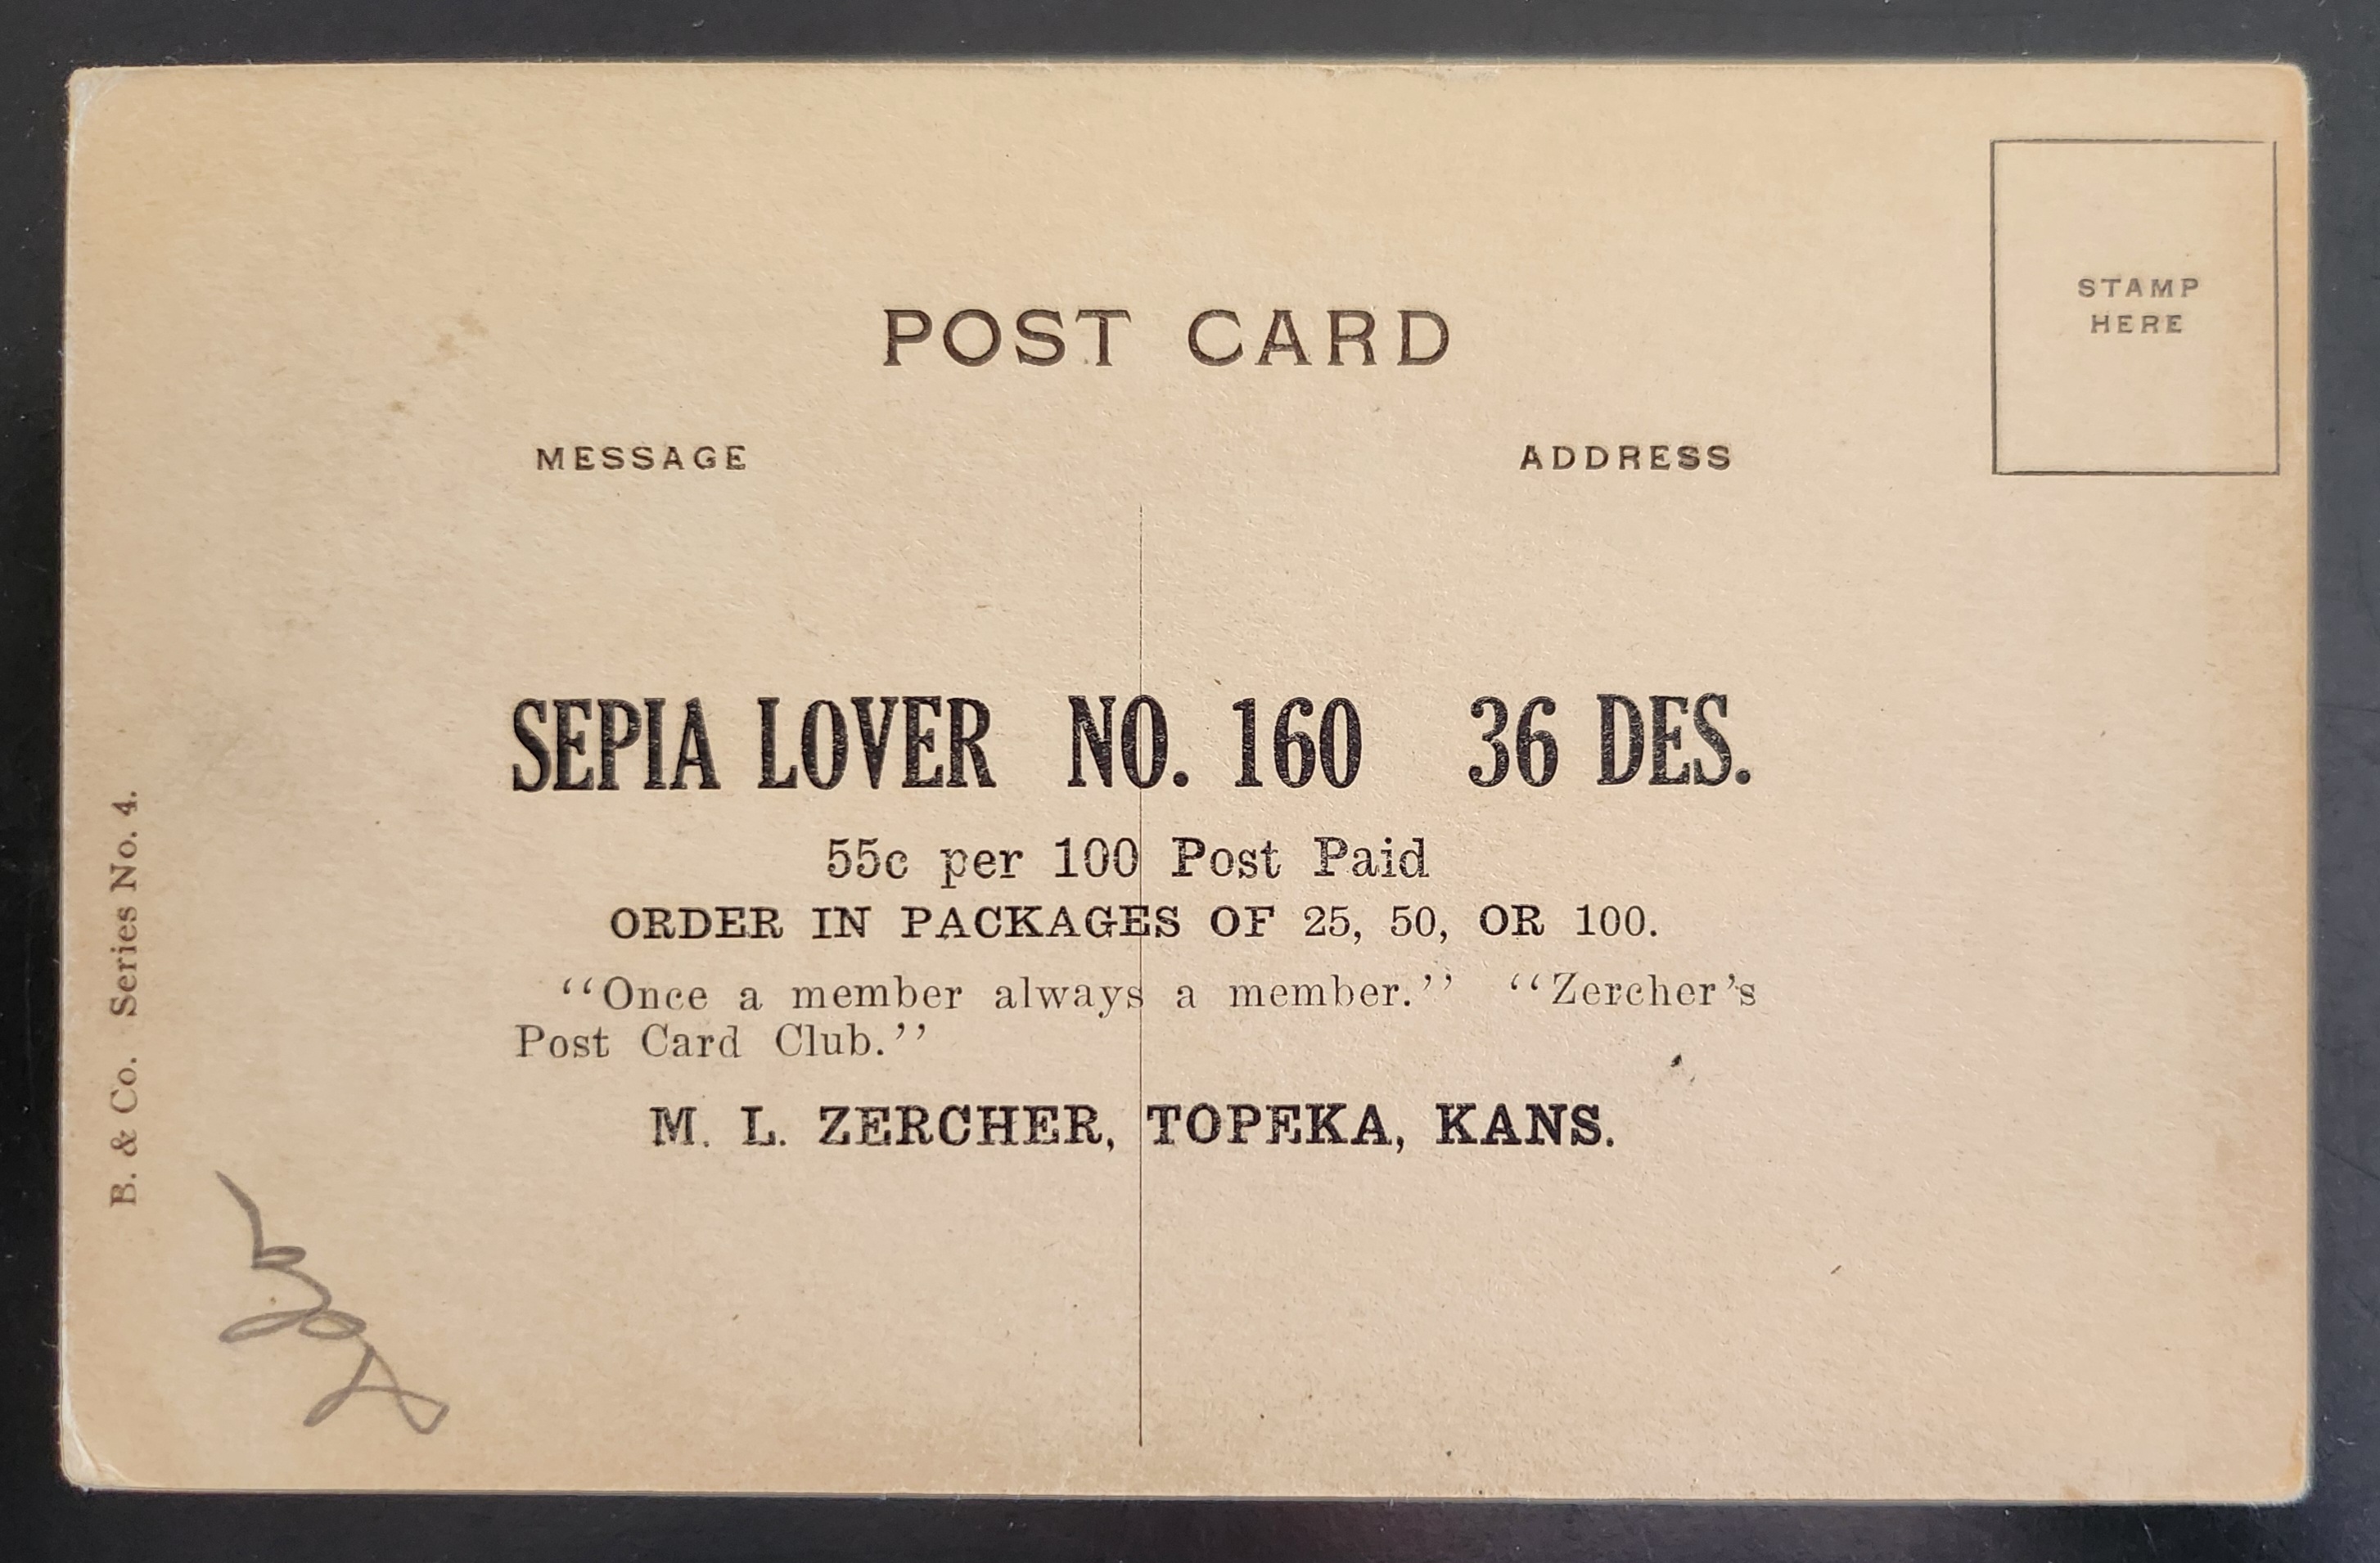 POST CARD
STAMP
HERE
MESSAGE
ADDRESS
SEPIA LOVER NO. 160 36 DES.
55c per 100 Post Paid
ORDER IN PACKAGES OF 25, 50, OR 100.
“Once a member always a member.” “Zercher’s
Post Card Club.”
M. L. ZERCHER, TOPEKA, KANS.
B. & Co. Series No. 4.